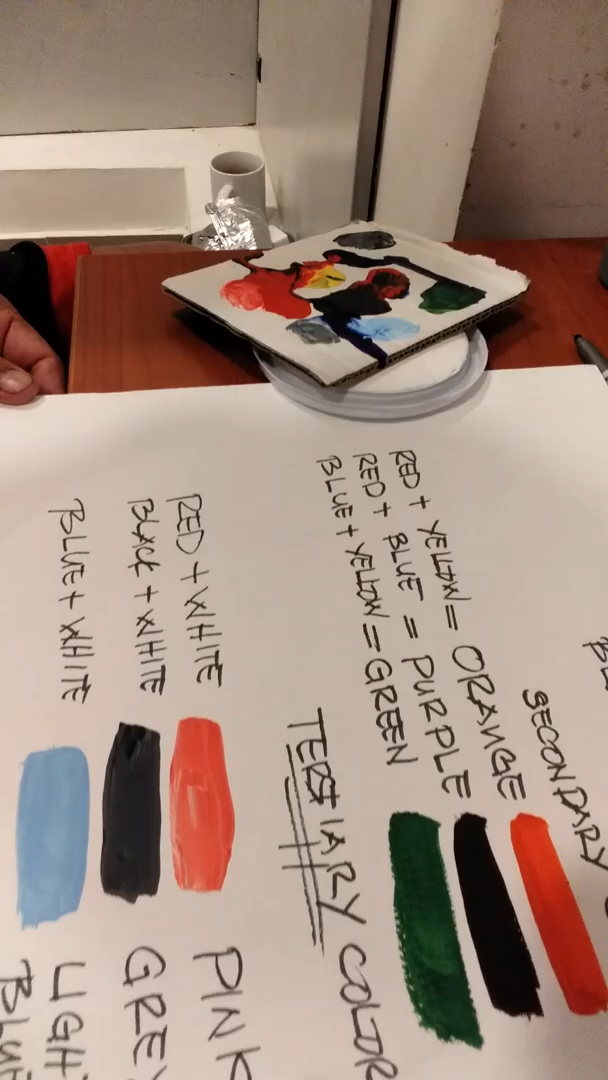 SECONDARY
RED + YELLOW = ORANGE
RED + BLUE = PURPLE
BLUE + YELLOW = GREEN
TERTIARY COLOR
RED + WHITE PINK
BLACK + WHITE GREY
BLUE + WHITE LIGHT
BLUE